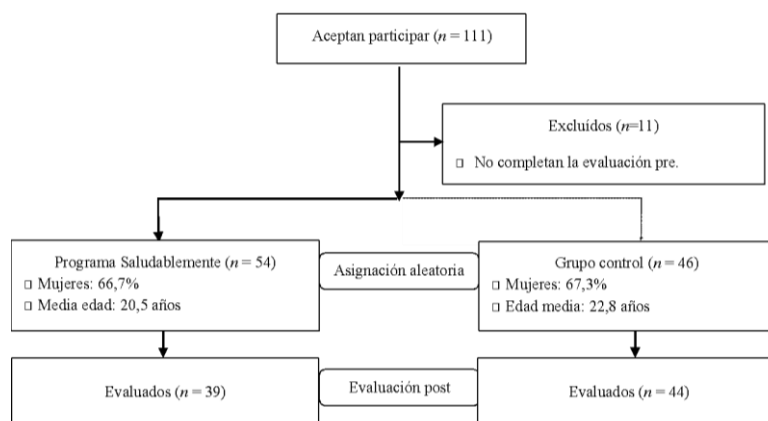 Aceptan participar (n = 111)
Excluídos (n=11)
▯ No completan la evaluación pre.
Programa Saludablemente (n = 54)
▯ Mujeres: 66,7%
▯ Media edad: 20,5 años
Asignación aleatoria
Grupo control (n = 46)
▯ Mujeres: 67,3%
▯ Edad media: 22,8 años
Evaluados (n = 39)
Evaluación post
Evaluados (n = 44)